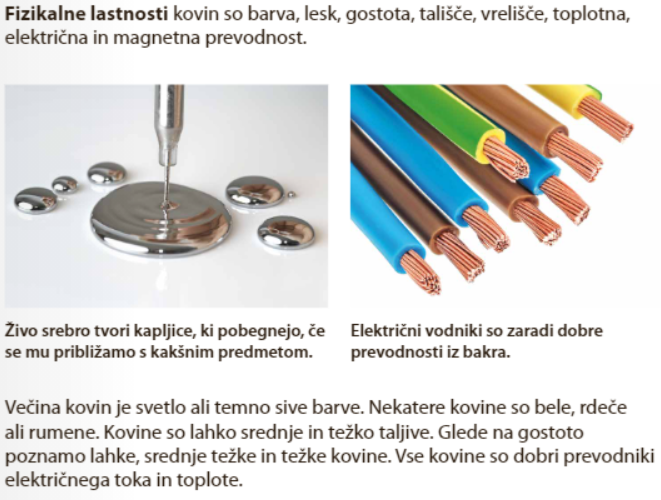 Fizikalne lastnosti kovin so barva, lesk, gostota, tališče, vrelišče, toplotna,
električna in magnetna prevodnost.
Živo srebro tvori kapljice, ki pobegnejo, če
se mu približamo s kakšnim predmetom.
Električni vodniki so zaradi dobre
prevodnosti iz bakra.
Večina kovin je svetlo ali temno sive barve. Nekatere kovine so bele, rdeče
ali rumene. Kovine so lahko srednje in težko taljive. Glede na gostoto
poznamo lahke, srednje težke in težke kovine. Vse kovine so dobri prevodniki
električnega toka in toplote.